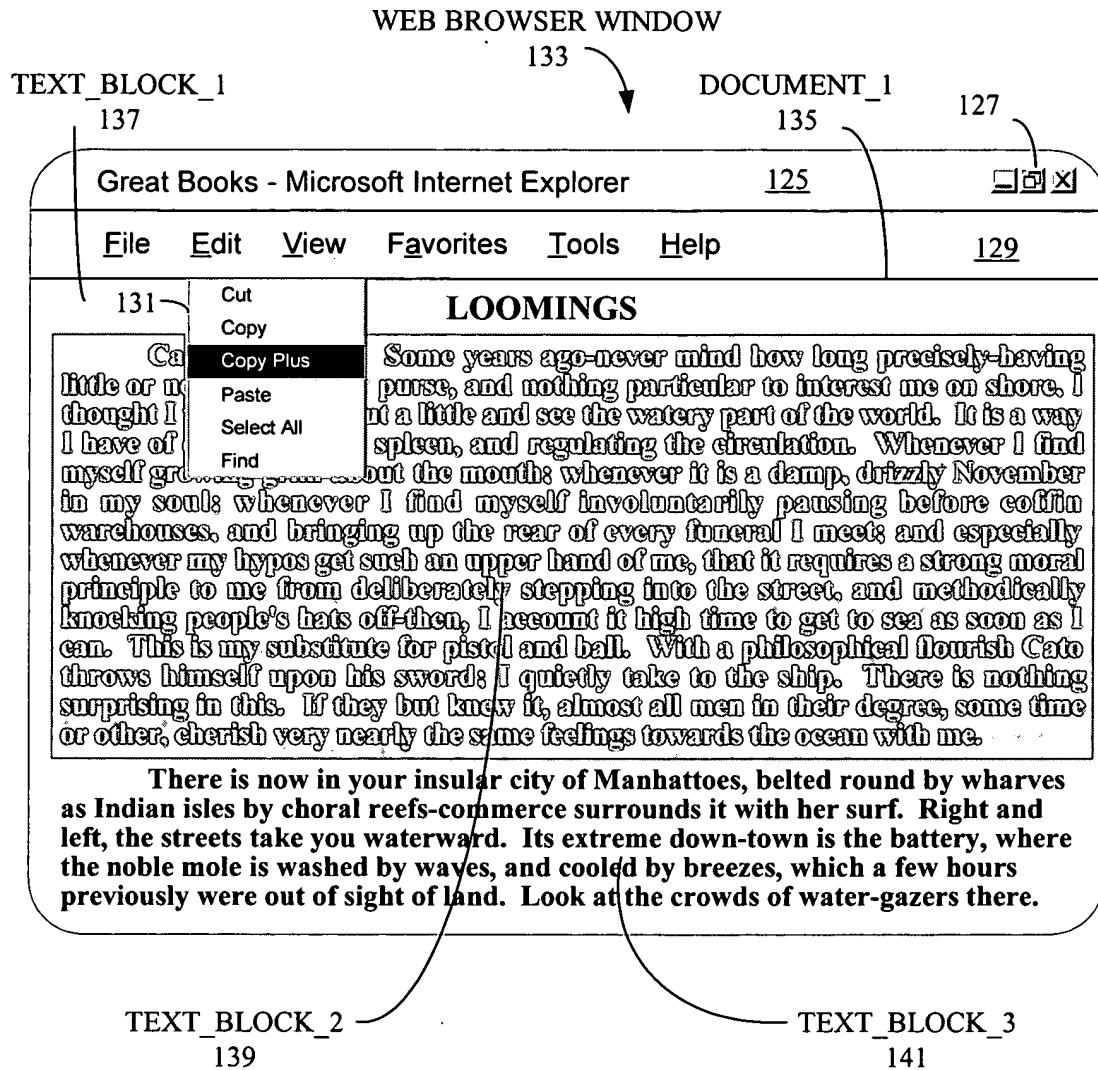 WEB BROWSER WINDOW
133
TEXT_BLOCK_1
137
DOCUMENT_1
135
127
Great Books - Microsoft Internet Explorer 125
File Edit View Favorites Tools Help 129
131
Cut
Copy
Copy Plus
Paste
Select All
Find
LOOMINGS
Ca Some years ago-never mind how long precisely-having
little or no purse, and nothing particular to interest me on shore. I
thought I ut a little and see the watery part of the world. It is a way
I have of spleen, and regulating the circulation. Whenever I find
myself growing grim about the mouth; whenever it is a damp, drizzly November
in my soul; whenever I find myself involuntarily pausing before coffin
warehouses, and bringing up the rear of every funeral I meet; and especially
whenever my hypos get such an upper hand of me, that it requires a strong moral
principle to me from deliberately stepping into the street, and methodically
knocking people's hats off-then, I account it high time to get to sea as soon as I
can. This is my substitute for pistol and ball. With a philosophical flourish Cato
throws himself upon his sword; I quietly take to the ship. There is nothing
surprising in this. If they but knew it, almost all men in their degree, some time
or other, cherish very nearly the same feelings towards the ocean with me.
There is now in your insular city of Manhattoes, belted round by wharves
as Indian isles by choral reefs-commerce surrounds it with her surf. Right and
left, the streets take you waterward. Its extreme down-town is the battery, where
the noble mole is washed by waves, and cooled by breezes, which a few hours
previously were out of sight of land. Look at the crowds of water-gazers there.
TEXT_BLOCK_2
139
TEXT_BLOCK_3
141